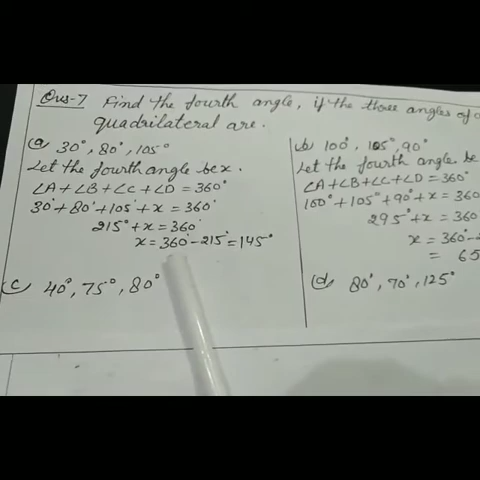 Qus-7 Find the fourth angle, if the three angles of a
quadrilateral are.
(a) 30°, 80°, 105°
Let the fourth angle be x.
∠A+∠B+∠C+∠D = 360°
30°+80°+105°+x = 360°
215°+x = 360°
x = 360°-215° = 145°
(c) 40°, 75°, 80°
(b) 100°, 105°, 90°
Let the fourth angle be
∠A+∠B+∠C+∠D = 360°
100°+105°+90°+x = 360
295°+x = 360
x = 360-
= 65
(d) 80°, 70°, 125°